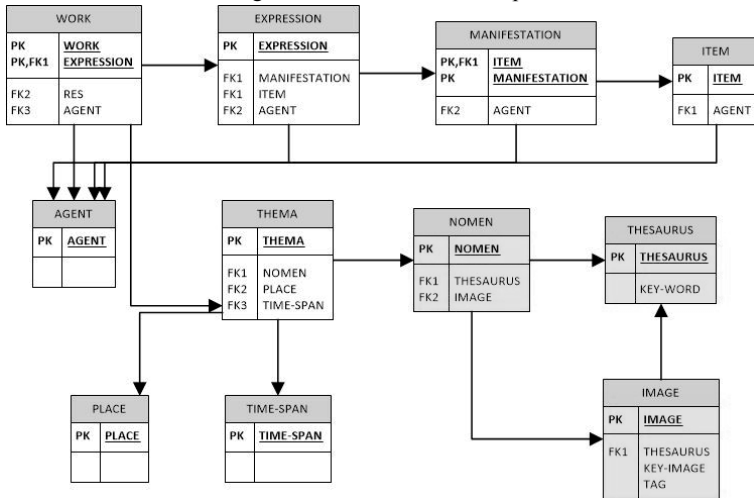 WORK
PK WORK
PK,FK1 EXPRESSION
FK2 RES
FK3 AGENT
EXPRESSION
PK EXPRESSION
FK1 MANIFESTATION
FK1 ITEM
FK2 AGENT
MANIFESTATION
PK,FK1 ITEM
PK MANIFESTATION
FK2 AGENT
ITEM
PK ITEM
FK1 AGENT
AGENT
PK AGENT
THEMA
PK THEMA
FK1 NOMEN
FK2 PLACE
FK3 TIME-SPAN
NOMEN
PK NOMEN
FK1 THESAURUS
FK2 IMAGE
THESAURUS
PK THESAURUS
KEY-WORD
PLACE
PK PLACE
TIME-SPAN
PK TIME-SPAN
IMAGE
PK IMAGE
FK1 THESAURUS
KEY-IMAGE
TAG